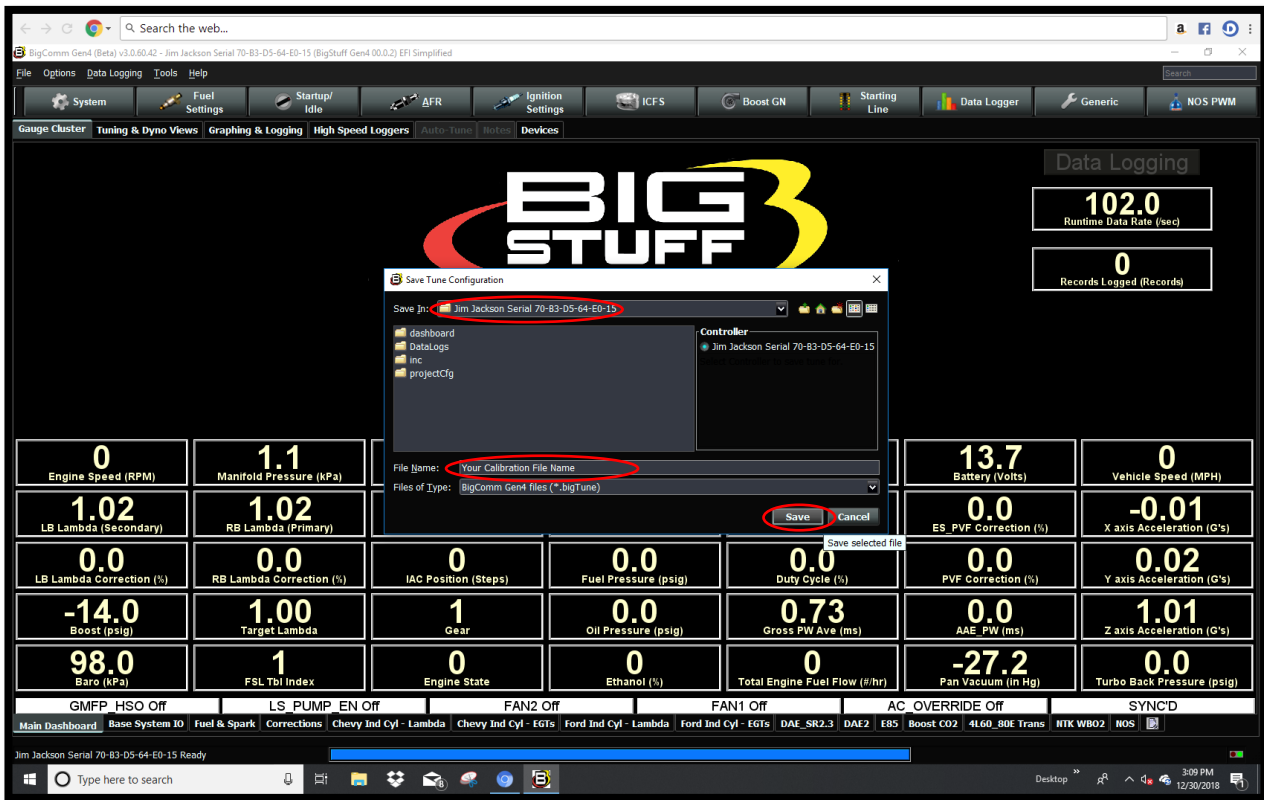 Search the web...
BigComm Gen4 (Beta) v3.0.60.42 - Jim Jackson Serial 70-B3-D5-64-E0-15 (BigStuff Gen4 00.0.2) EFI Simplified
File Options Data Logging Tools Help
Search
System
Fuel Settings
Startup/ Idle
AFR
Ignition Settings
ICFS
Boost GN
Starting Line
Data Logger
Generic
NOS PWM
Gauge Cluster Tuning & Dyno Views Graphing & Logging High Speed Loggers Auto-Tune Notes Devices
Data Logging
BIG
STUFF
3
102.0
Runtime Data Rate (/sec)
0
Records Logged (Records)
Save Tune Configuration
Save In: Jim Jackson Serial 70-B3-D5-64-E0-15
dashboard
DataLogs
inc
projectCfg
Controller
Jim Jackson Serial 70-B3-D5-64-E0-15
File Name: Your Calibration File Name
Files of Type: BigComm Gen4 files (*.bigTune)
Save Cancel
Save selected file
0
Engine Speed (RPM)
1.1
Manifold Pressure (kPa)
13.7
Battery (Volts)
0
Vehicle Speed (MPH)
1.02
LB Lambda (Secondary)
1.02
RB Lambda (Primary)
0.0
ES_PVF Correction (%)
-0.01
X axis Acceleration (G's)
0.0
LB Lambda Correction (%)
0.0
RB Lambda Correction (%)
0
IAC Position (Steps)
0.0
Fuel Pressure (psig)
0.0
Duty Cycle (%)
0.0
PVF Correction (%)
0.02
Y axis Acceleration (G's)
-14.0
Boost (psig)
1.00
Target Lambda
1
Gear
0.0
Oil Pressure (psig)
0.73
Gross PW Ave (ms)
0.0
AAE_PW (ms)
1.01
Z axis Acceleration (G's)
98.0
Baro (kPa)
1
FSL Tbl Index
0
Engine State
0
Ethanol (%)
0
Total Engine Fuel Flow (#/hr)
-27.2
Pan Vacuum (in Hg)
0.0
Turbo Back Pressure (psig)
GMFP_HSO Off LS_PUMP_EN Off FAN2 Off FAN1 Off AC_OVERRIDE Off SYNC'D
Main Dashboard Base System IO Fuel & Spark Corrections Chevy Ind Cyl - Lambda Chevy Ind Cyl - EGTs Ford Ind Cyl - Lambda Ford Ind Cyl - EGTs DAE_SR2.3 DAE2 E85 Boost CO2 4L60_80E Trans NTK WBO2 NOS
Jim Jackson Serial 70-B3-D5-64-E0-15 Ready
Type here to search
Desktop
3:09 PM
12/30/2018